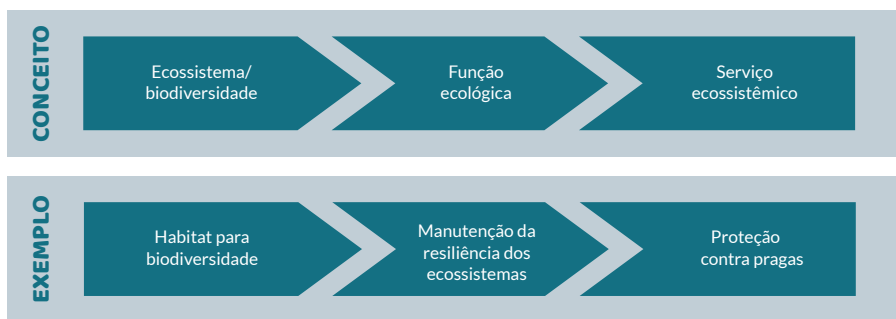 CONCEITO
Ecossistema/
biodiversidade
Função
ecológica
Serviço
ecossistêmico
EXEMPLO
Habitat para
biodiversidade
Manutenção da
resiliência dos
ecossistemas
Proteção
contra pragas